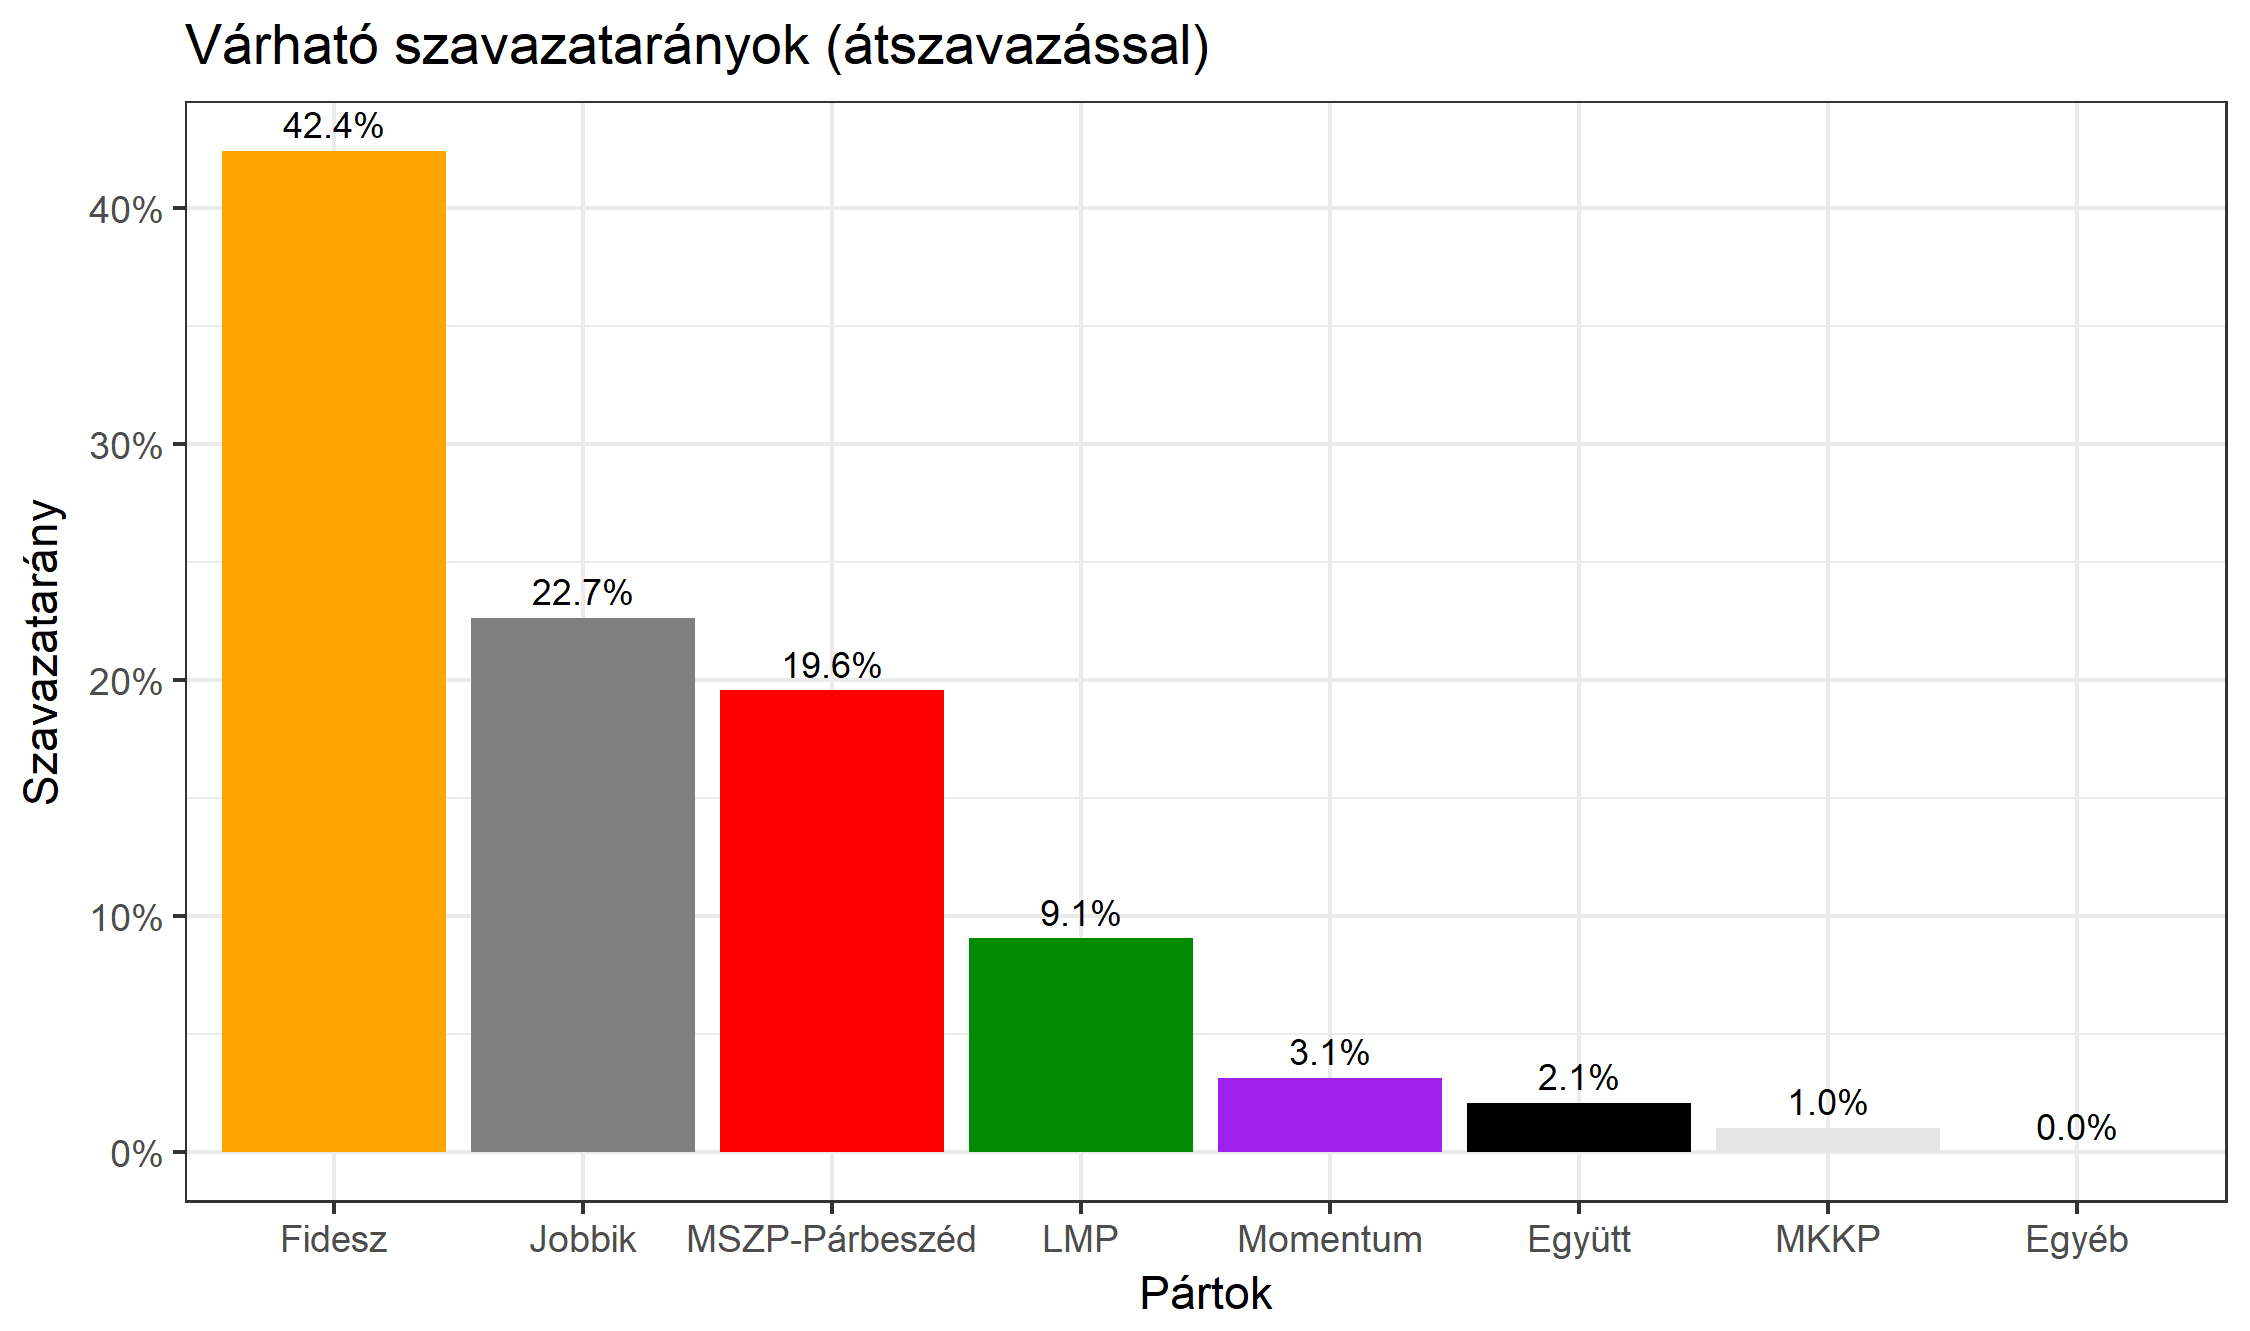 Várható szavazatarányok (átszavazással)
42.4%
22.7%
19.6%
9.1%
3.1%
2.1%
1.0%
0.0%
40%
30%
20%
10%
0%
Szavazatarány
Fidesz
Jobbik
MSZP-Párbeszéd
LMP
Momentum
Együtt
MKKP
Egyéb
Pártok